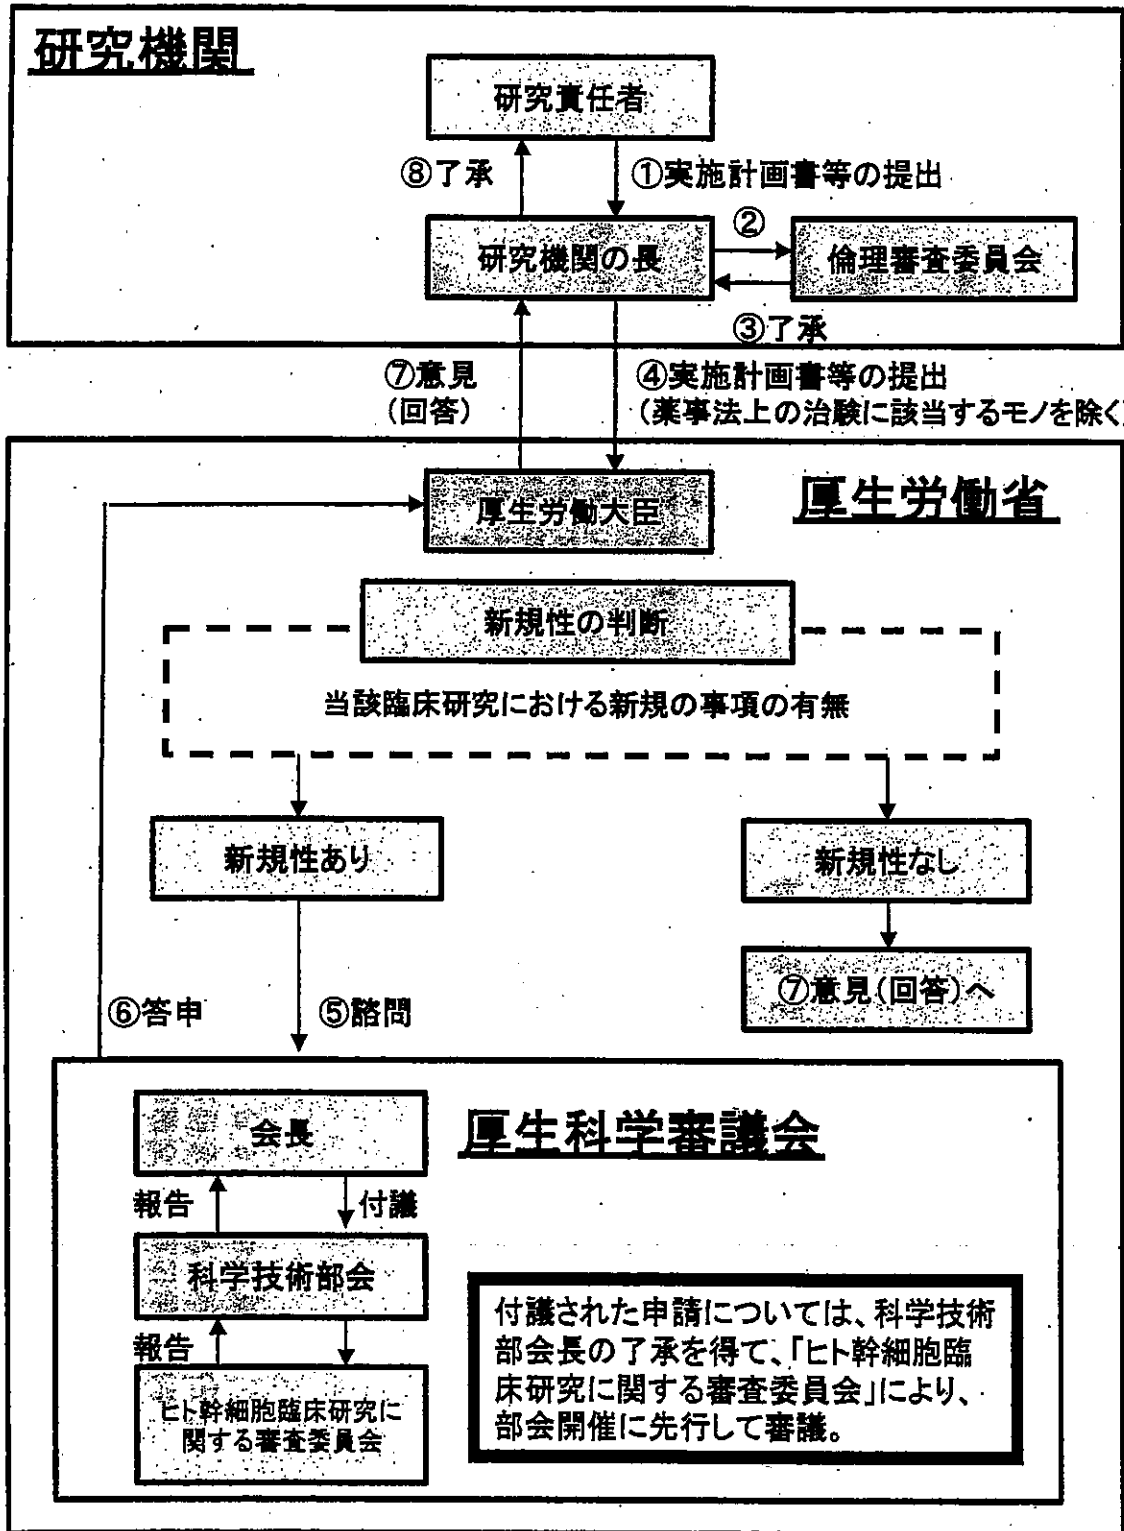 研究機関
研究責任者
⑧了承
①実施計画書等の提出
研究機関の長
②
倫理審査委員会
③了承
⑦意見
(回答)
④実施計画書等の提出
(薬事法上の治験に該当するモノを除く)
厚生労働省
厚生労働大臣
新規性の判断
当該臨床研究における新規の事項の有無
新規性あり
新規性なし
⑦意見(回答)へ
⑥答申
⑤諮問
厚生科学審議会
会長
報告
付議
科学技術部会
報告
ヒト幹細胞臨床研究に
関する審査委員会
付議された申請については、科学技術
部会長の了承を得て、「ヒト幹細胞臨
床研究に関する審査委員会」により、
部会開催に先行して審議。